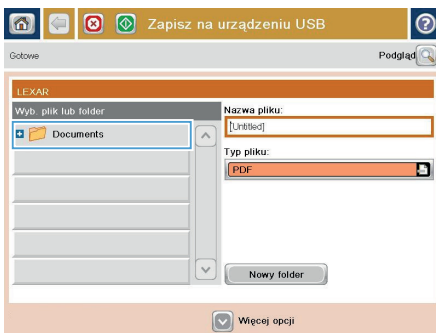 Zapisz na urządzeniu USB
Gotowe
Podgląd
LEXAR
Wyb. plik lub folder
Documents
Nazwa pliku:
[Untitled]
Typ pliku:
PDF
Nowy folder
Więcej opcji